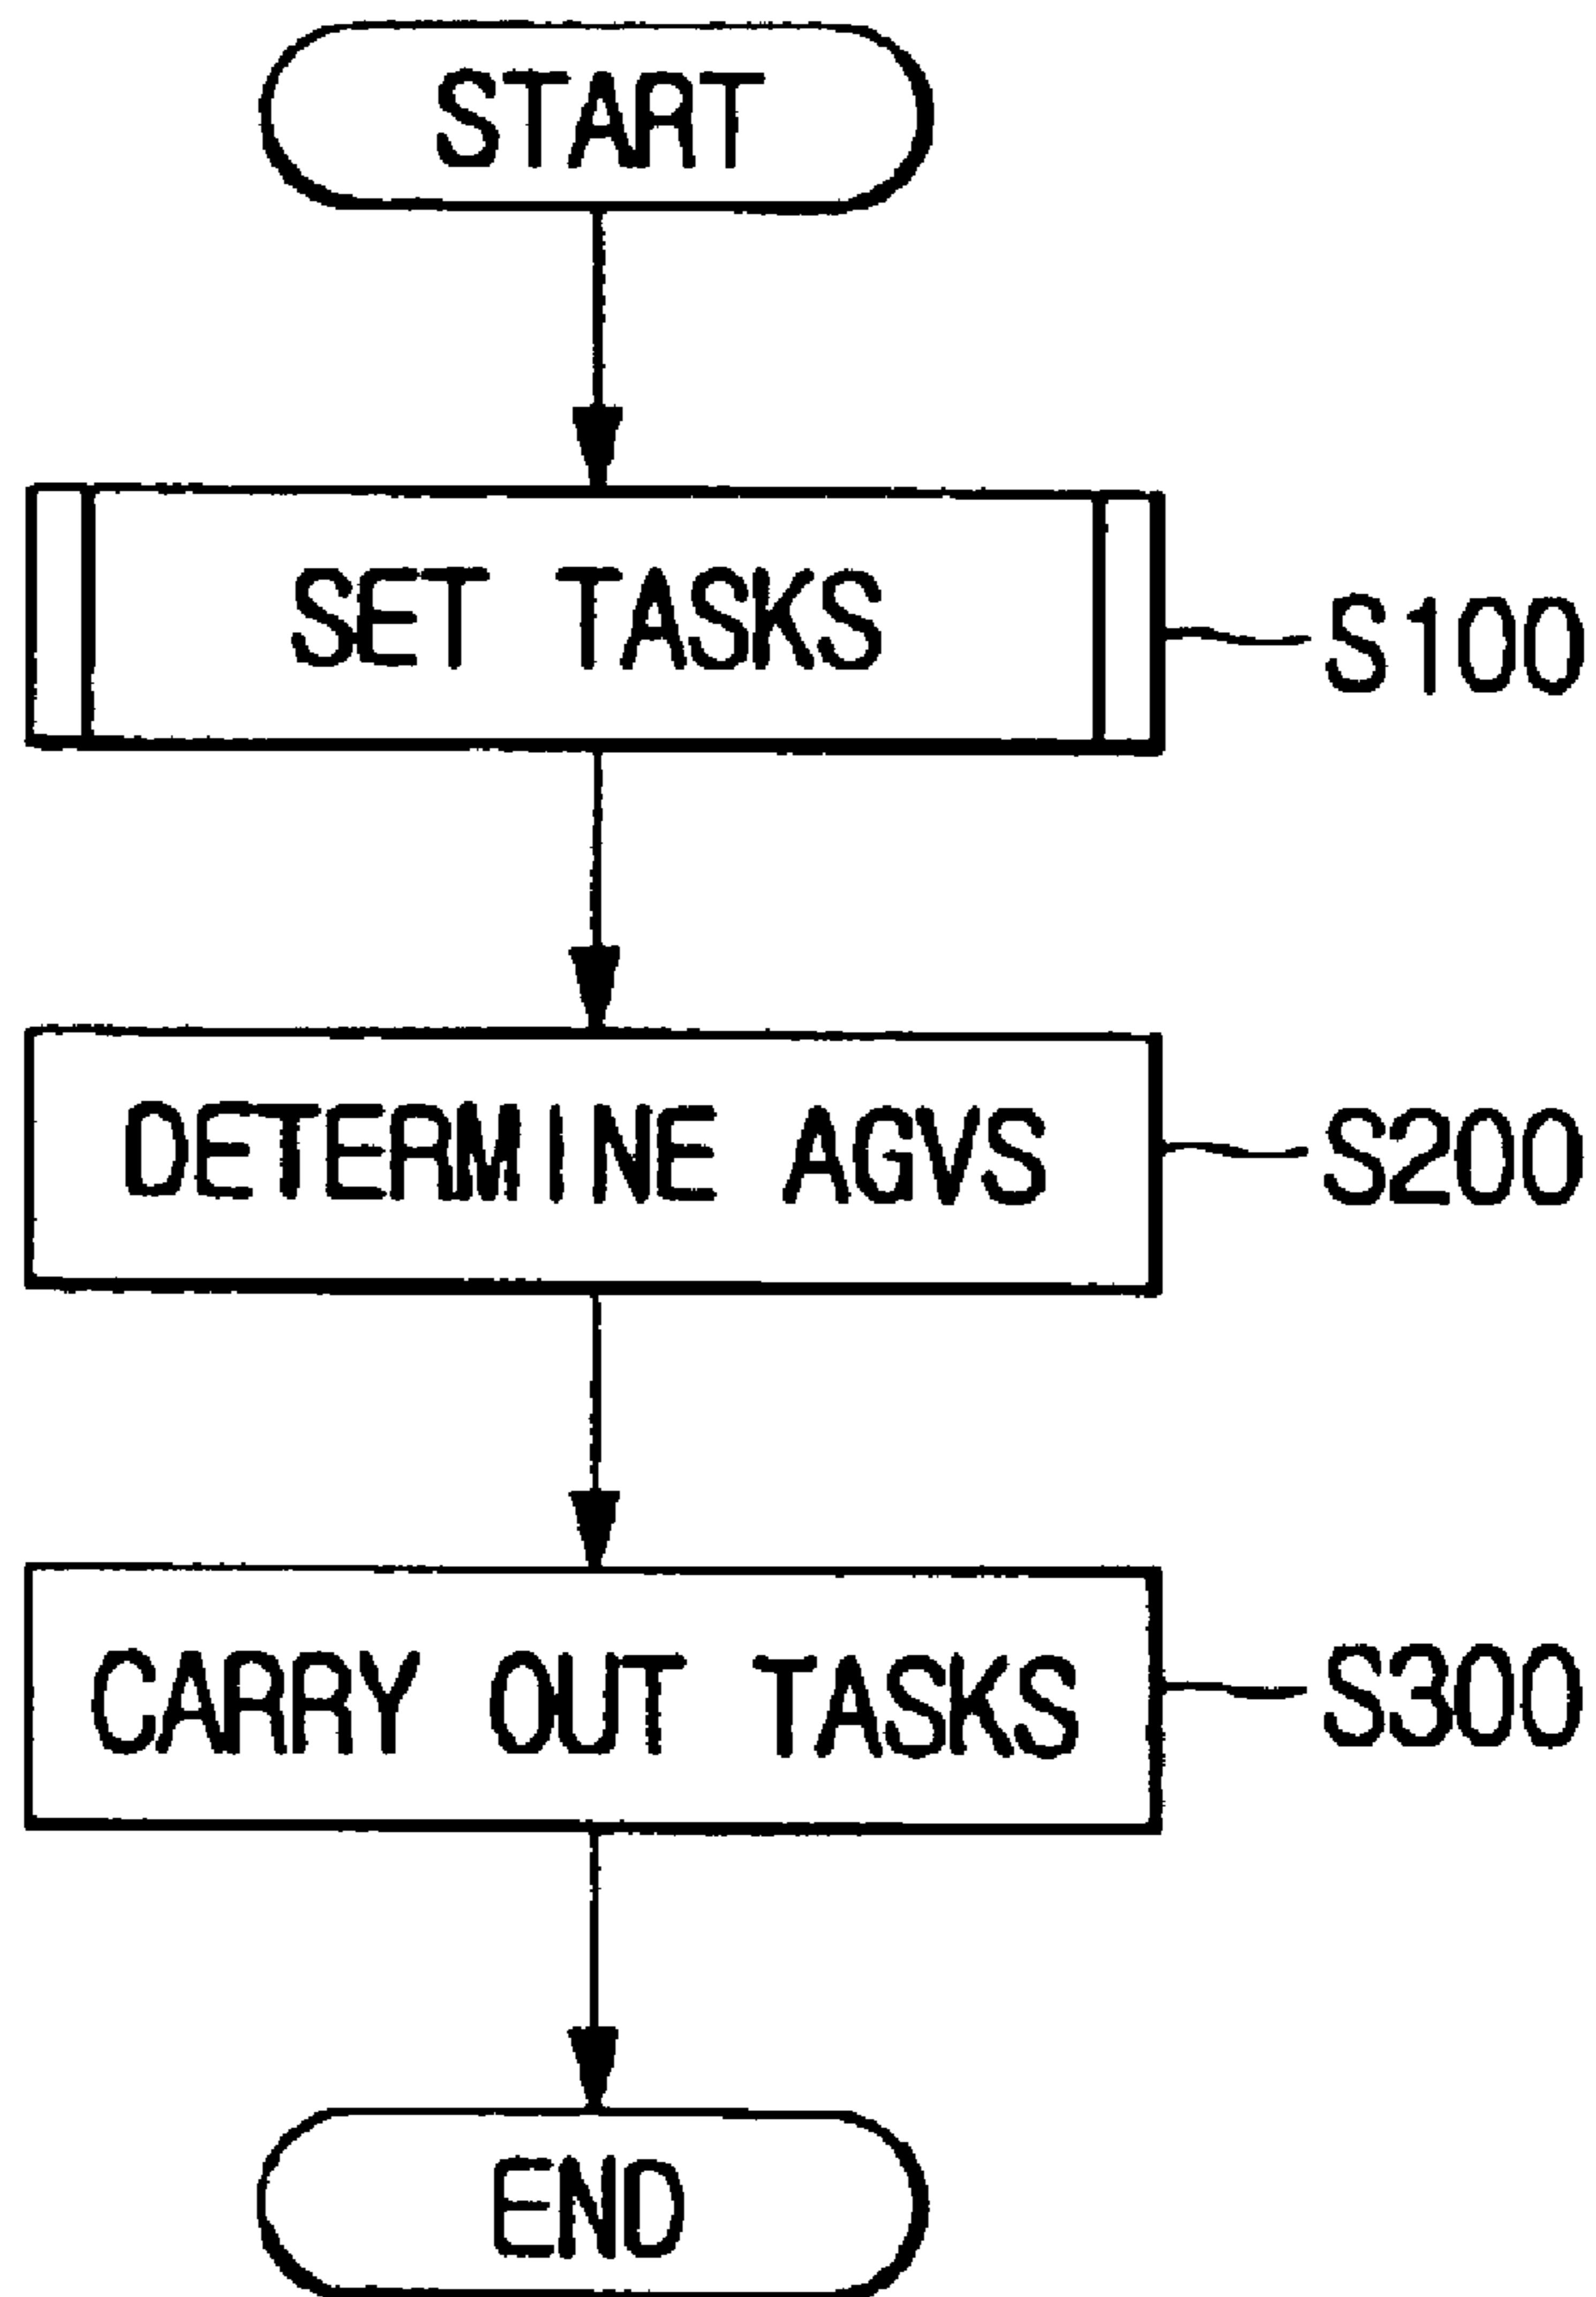 START
SET TASKS
S100
DETERMINE AGVS
S200
CARRY OUT TASKS
S300
END